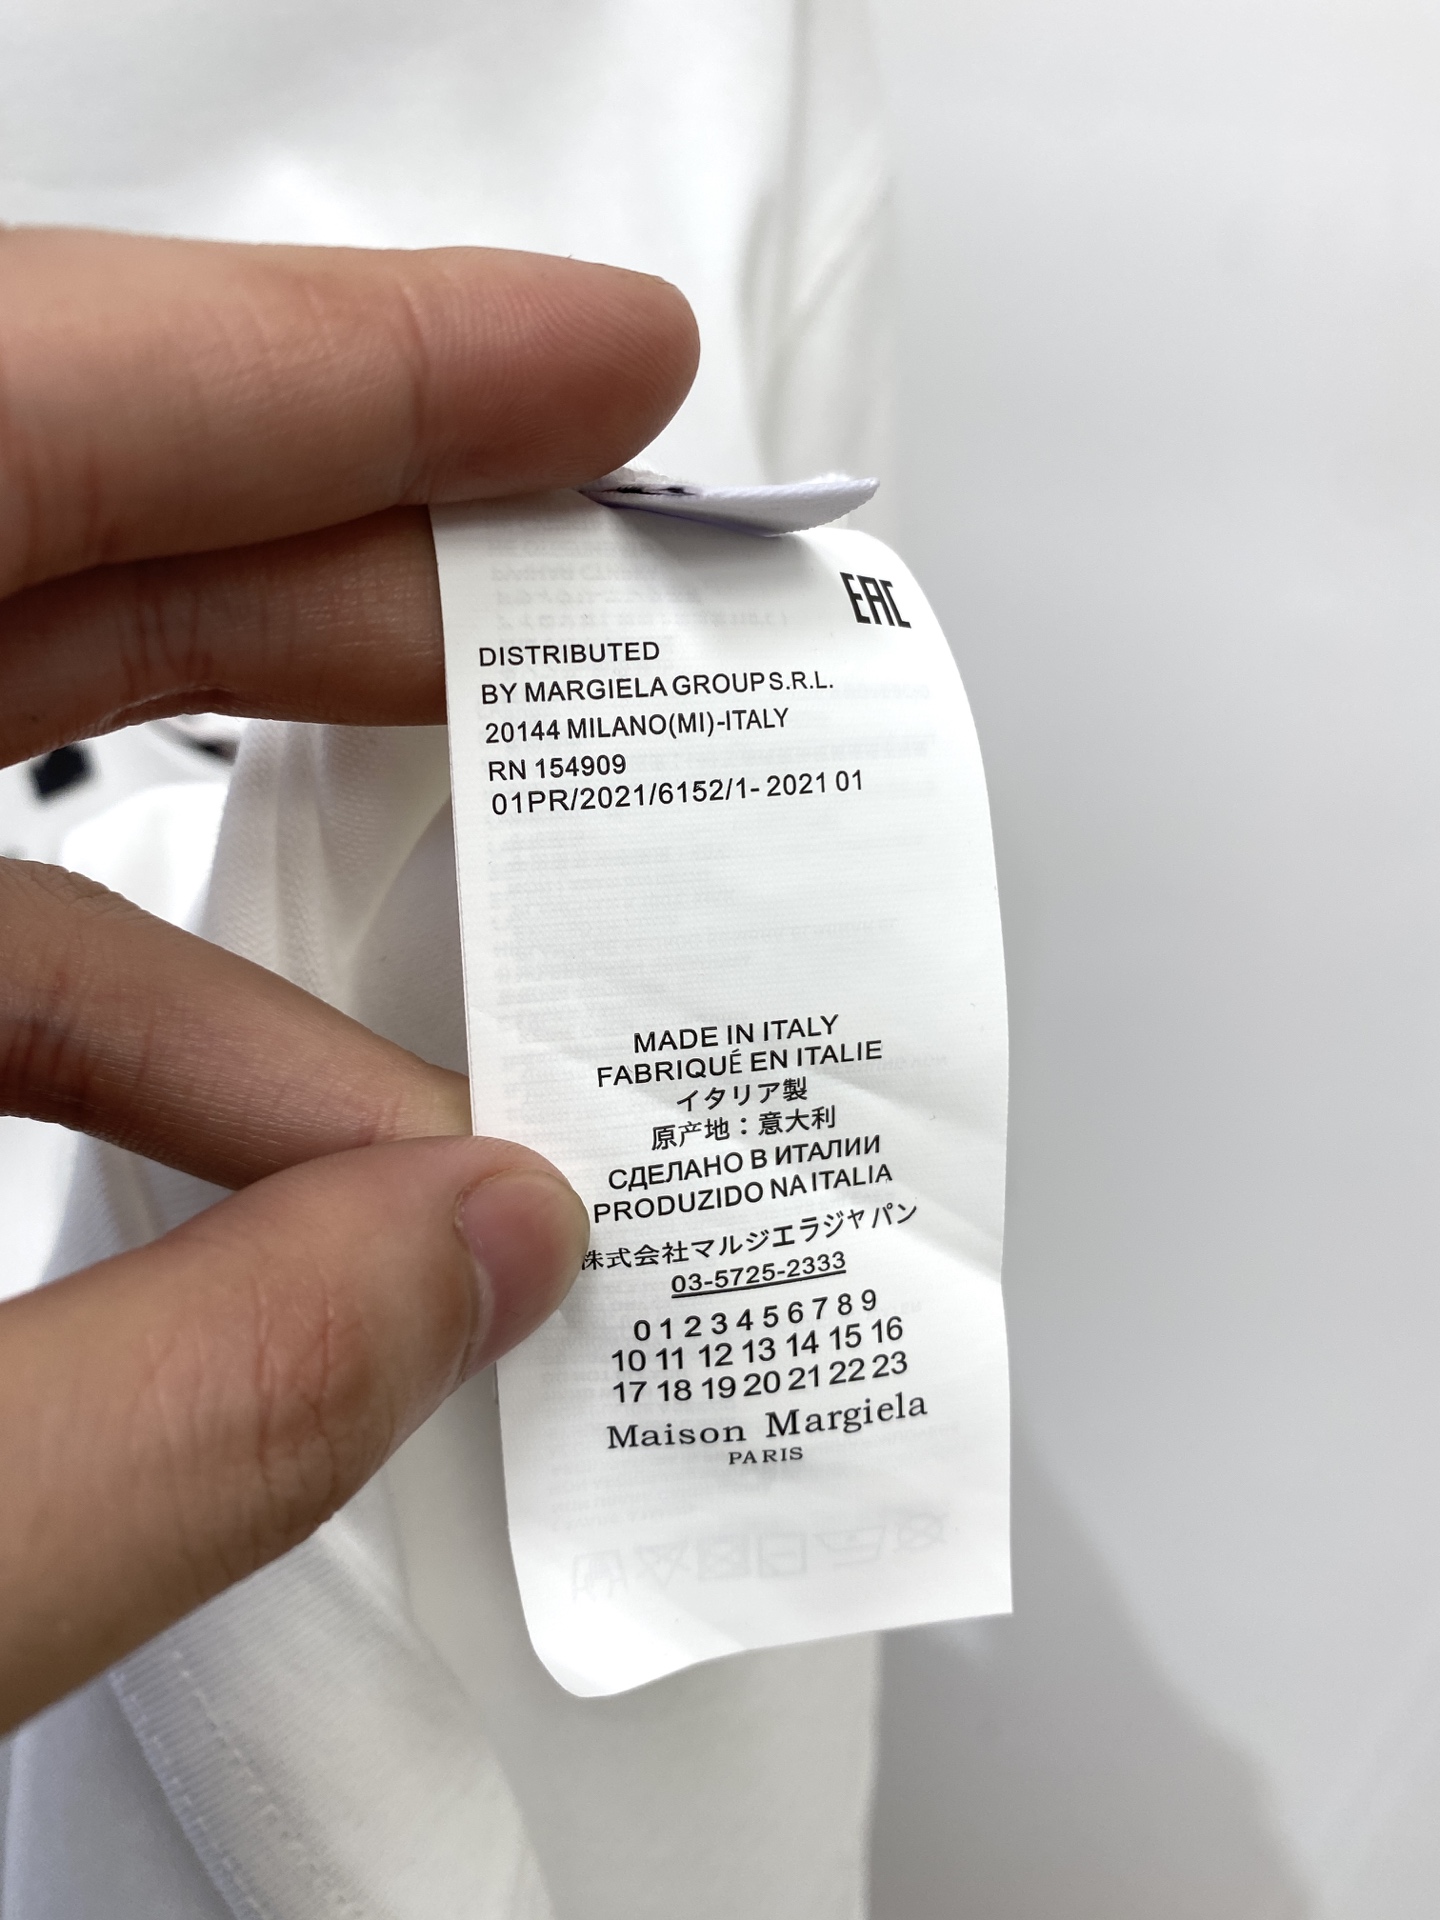 EAC
DISTRIBUTED
BY MARGIELA GROUP S.R.L.
20144 MILANO(MI)-ITALY
RN 154909
01PR/2021/6152/1- 2021 01
MADE IN ITALY
FABRIQUÉ EN ITALIE
イタリア製
原产地：意大利
СДЕЛАНО В ИТАЛИИ
PRODUZIDO NA ITALIA
株式会社マルジエラジヤパン
03-5725-2333
0 1 2 3 4 5 6 7 8 9
10 11 12 13 14 15 16
17 18 19 20 21 22 23
Maison Margiela
PARIS